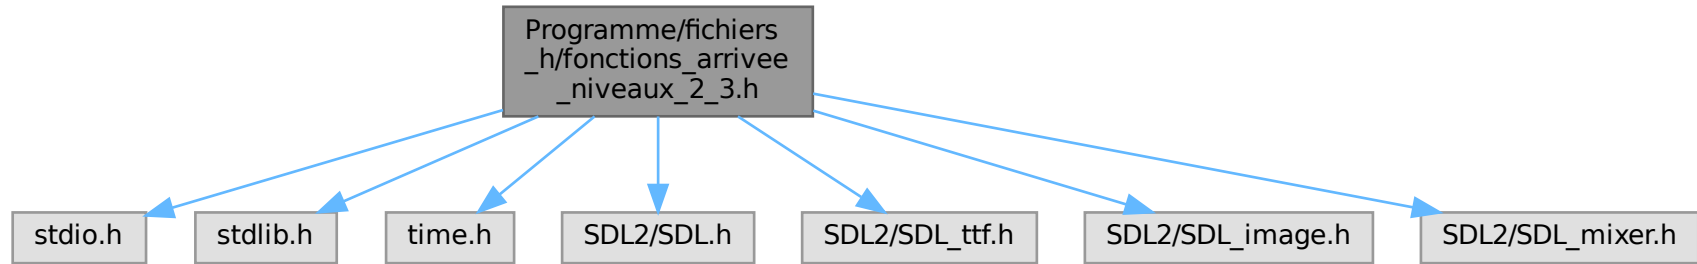 Programme/fichiers
_h/fonctions_arrivee
_niveaux_2_3.h
stdio.h
stdlib.h
time.h
SDL2/SDL.h
SDL2/SDL_ttf.h
SDL2/SDL_image.h
SDL2/SDL_mixer.h